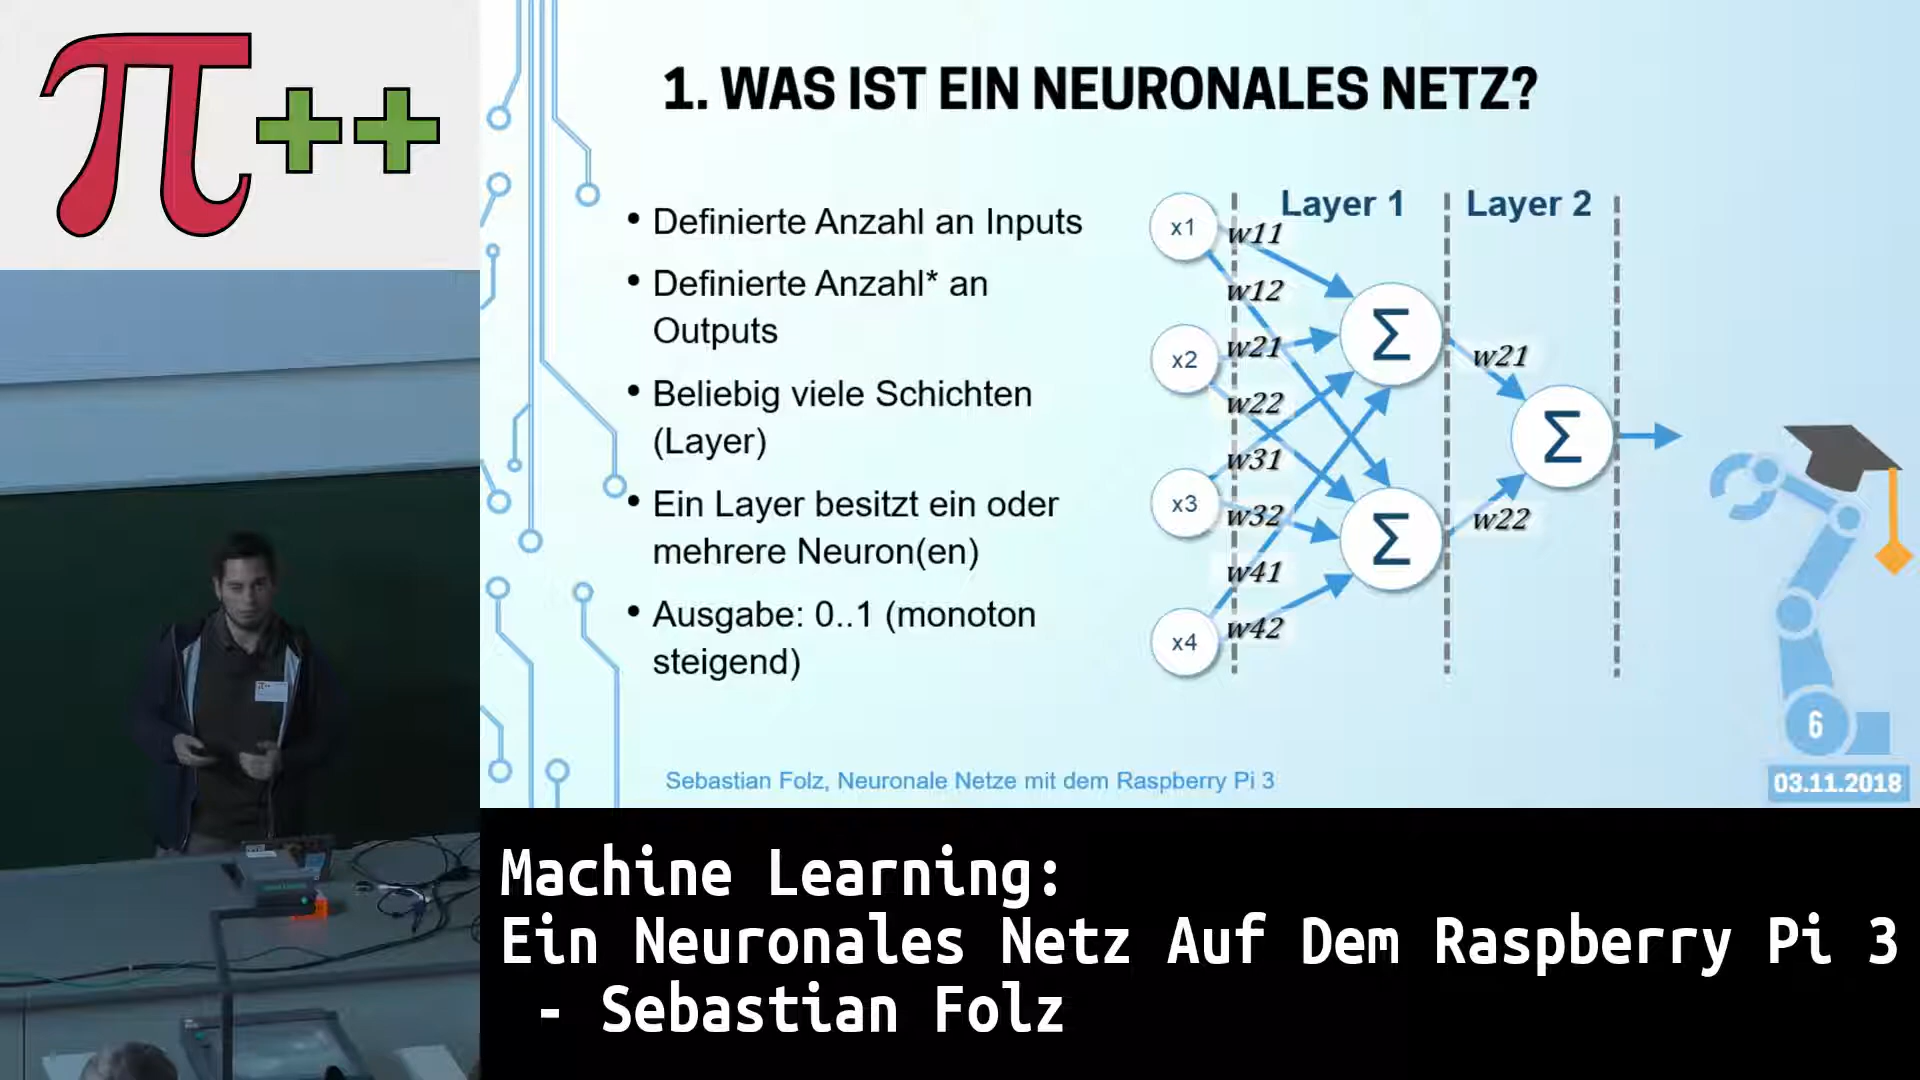 π++
1. WAS IST EIN NEURONALES NETZ?
• Definierte Anzahl an Inputs
• Definierte Anzahl* an
Outputs
• Beliebig viele Schichten
(Layer)
• Ein Layer besitzt ein oder
mehrere Neuron(en)
• Ausgabe: 0..1 (monoton
steigend)
Layer 1
Layer 2
x1
x2
x3
x4
w11
w12
w21
w22
w31
w32
w41
w42
Σ
Σ
w21
w22
Σ
6
Sebastian Folz, Neuronale Netze mit dem Raspberry Pi 3
03.11.2018
Machine Learning:
Ein Neuronales Netz Auf Dem Raspberry Pi 3
- Sebastian Folz